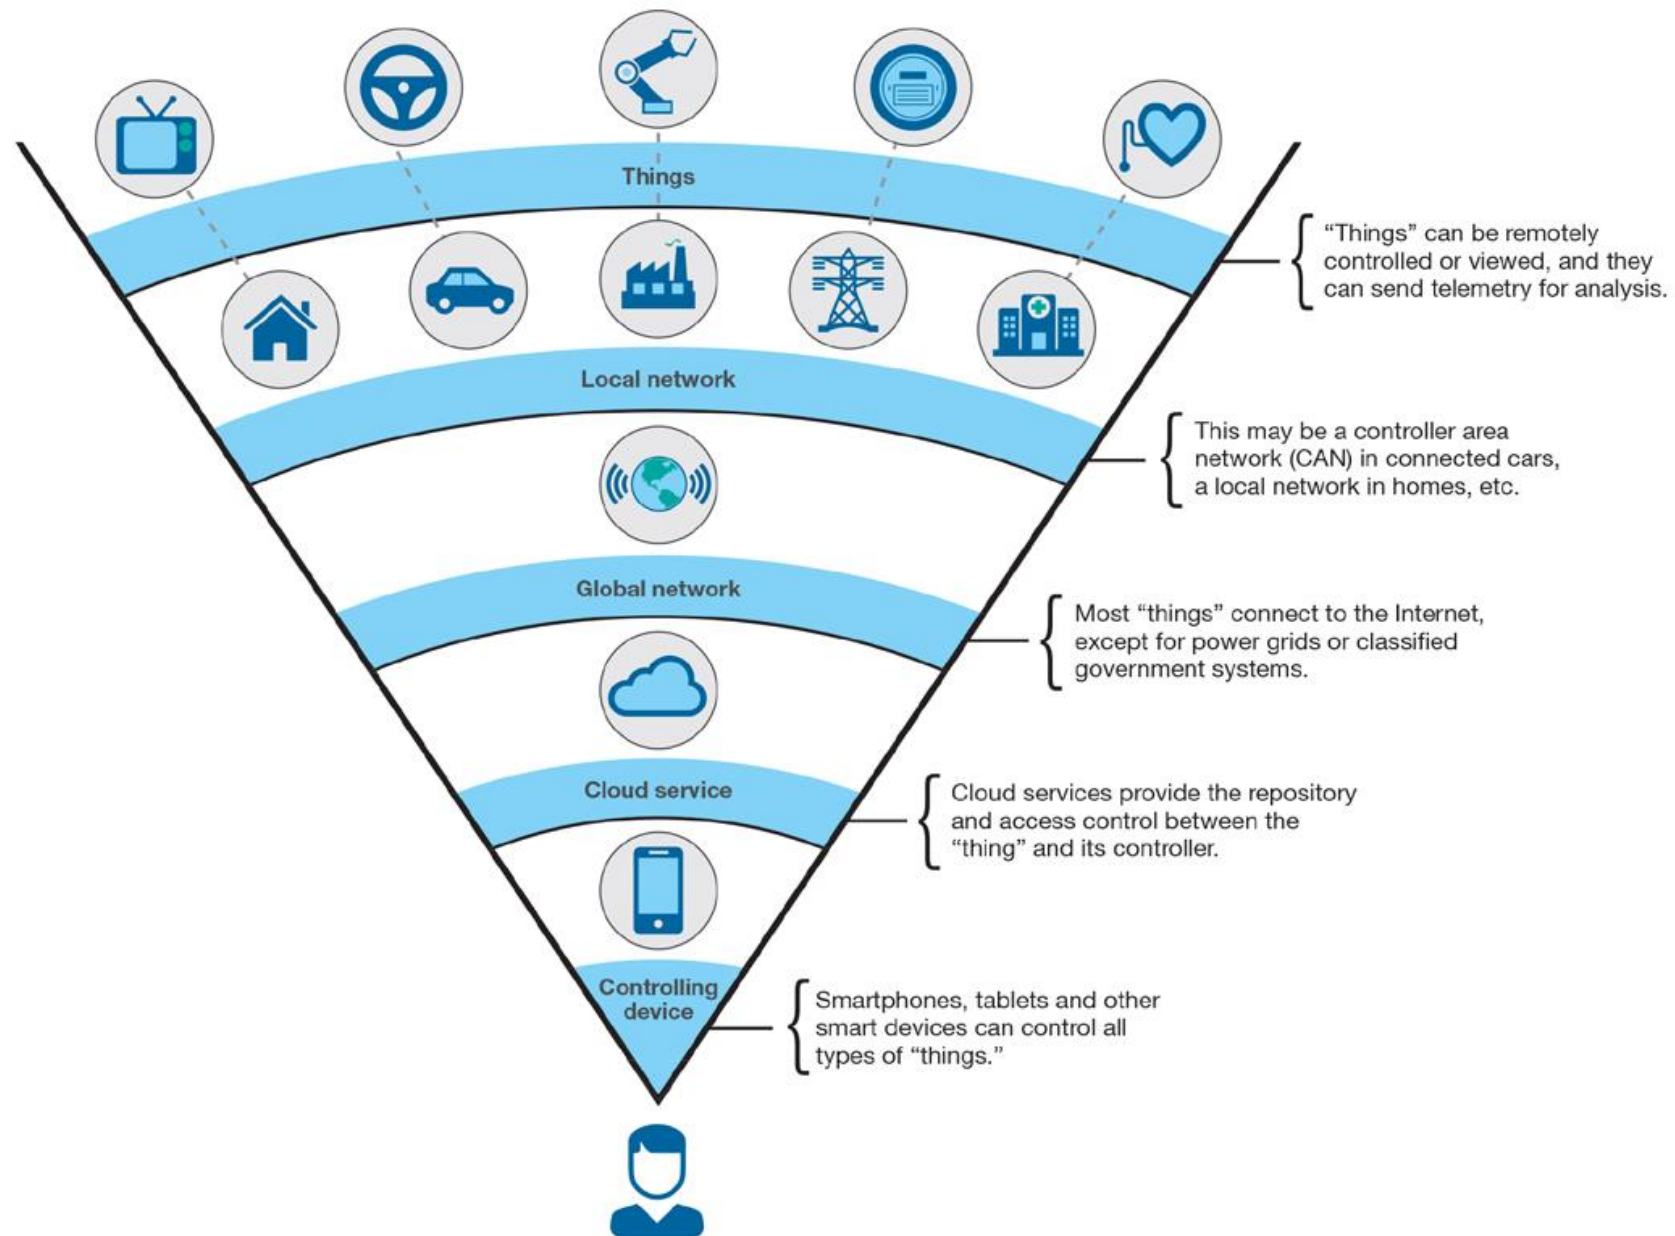 Things
“Things” can be remotely
controlled or viewed, and they
can send telemetry for analysis.
Local network
This may be a controller area
network (CAN) in connected cars,
a local network in homes, etc.
Global network
Most “things” connect to the Internet,
except for power grids or classified
government systems.
Cloud service
Cloud services provide the repository
and access control between the
“thing” and its controller.
Controlling
device
Smartphones, tablets and other
smart devices can control all
types of “things.”